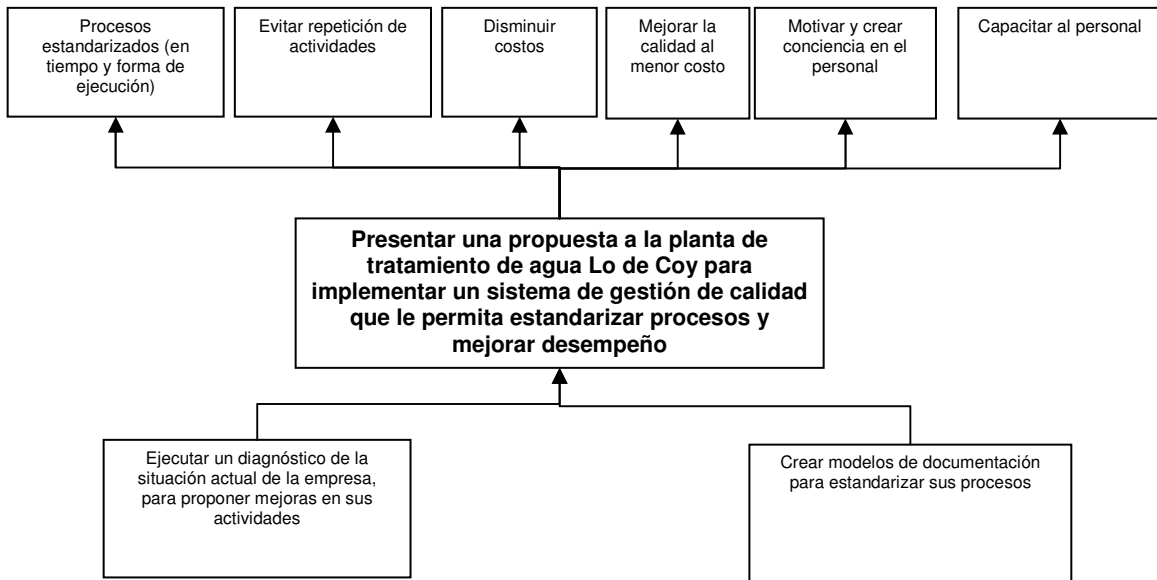 Procesos
estandarizados (en
tiempo y forma de
ejecución)
Evitar repetición de
actividades
Disminuir
costos
Mejorar la
calidad al
menor costo
Motivar y crear
conciencia en el
personal
Capacitar al personal
Presentar una propuesta a la planta de
tratamiento de agua Lo de Coy para
implementar un sistema de gestión de calidad
que le permita estandarizar procesos y
mejorar desempeño
Ejecutar un diagnóstico de la
situación actual de la empresa,
para proponer mejoras en sus
actividades
Crear modelos de documentación
para estandarizar sus procesos